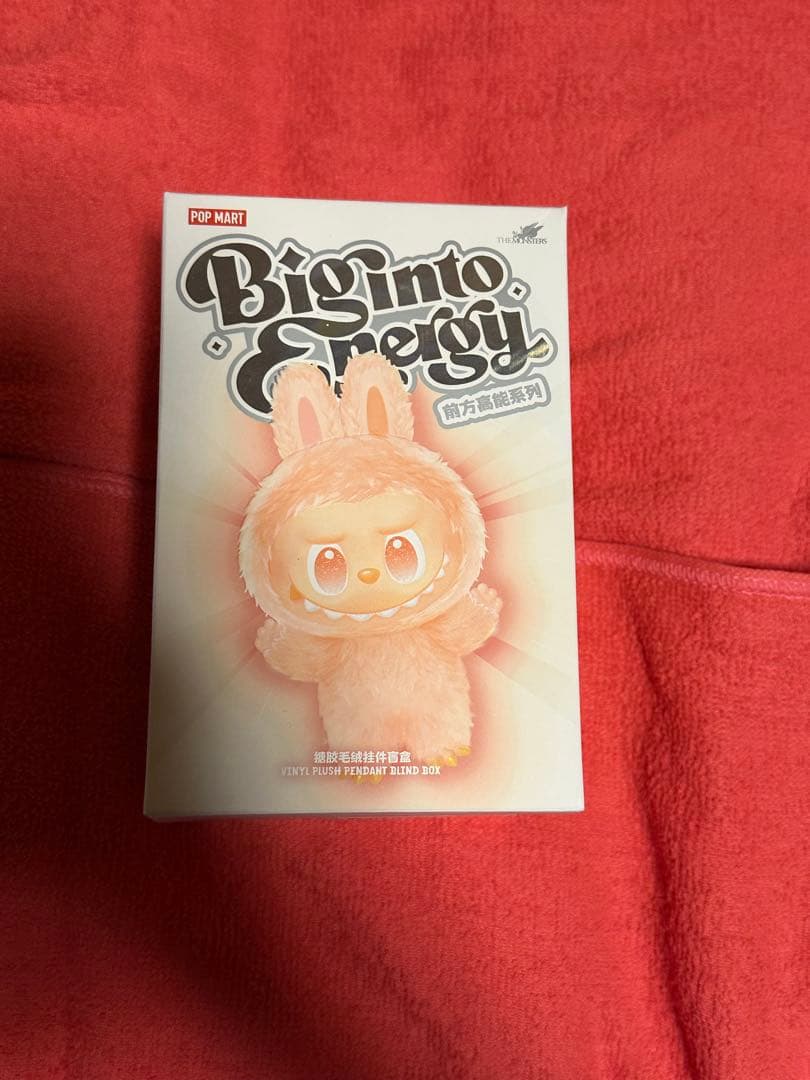 POP MART
THE MONSTERS
Big into
Energy
前方高能系列
搪胶毛绒挂件盲盒
VINYL PLUSH PENDANT BLIND BOX